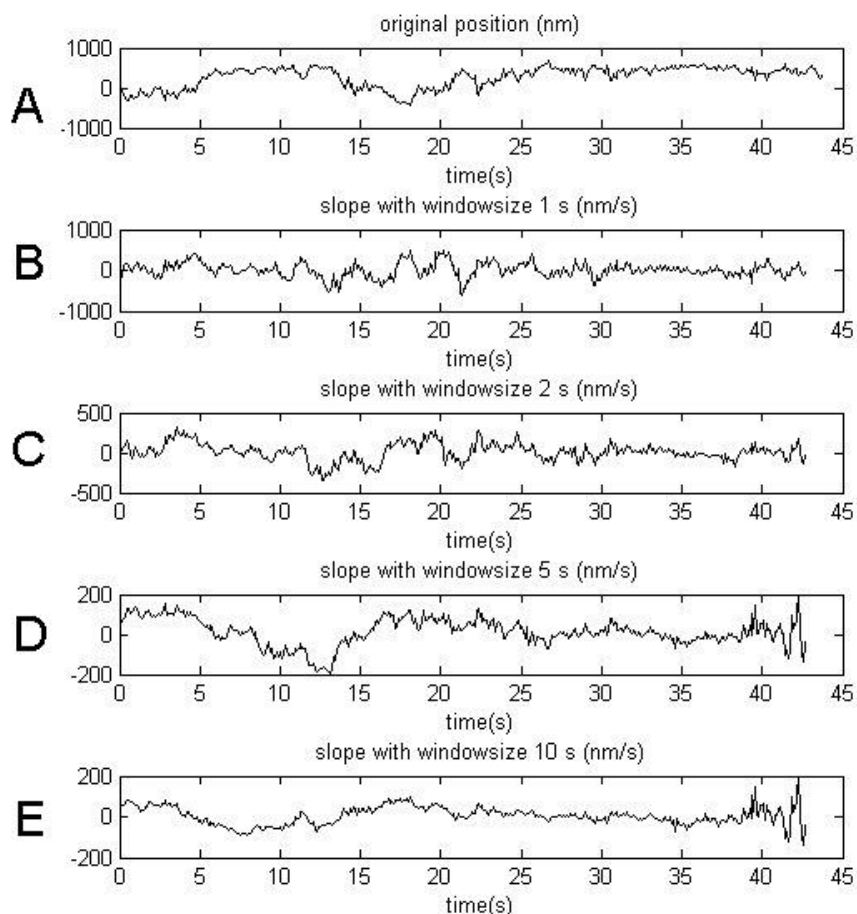 original position (nm)
A
1000
0
-1000
0 5 10 15 20 25 30 35 40 45
time(s)
slope with windowsize 1 s (nm/s)
B
1000
0
-1000
0 5 10 15 20 25 30 35 40 45
time(s)
slope with windowsize 2 s (nm/s)
C
500
0
-500
0 5 10 15 20 25 30 35 40 45
time(s)
slope with windowsize 5 s (nm/s)
D
200
0
-200
0 5 10 15 20 25 30 35 40 45
time(s)
slope with windowsize 10 s (nm/s)
E
200
0
-200
0 5 10 15 20 25 30 35 40 45
time(s)